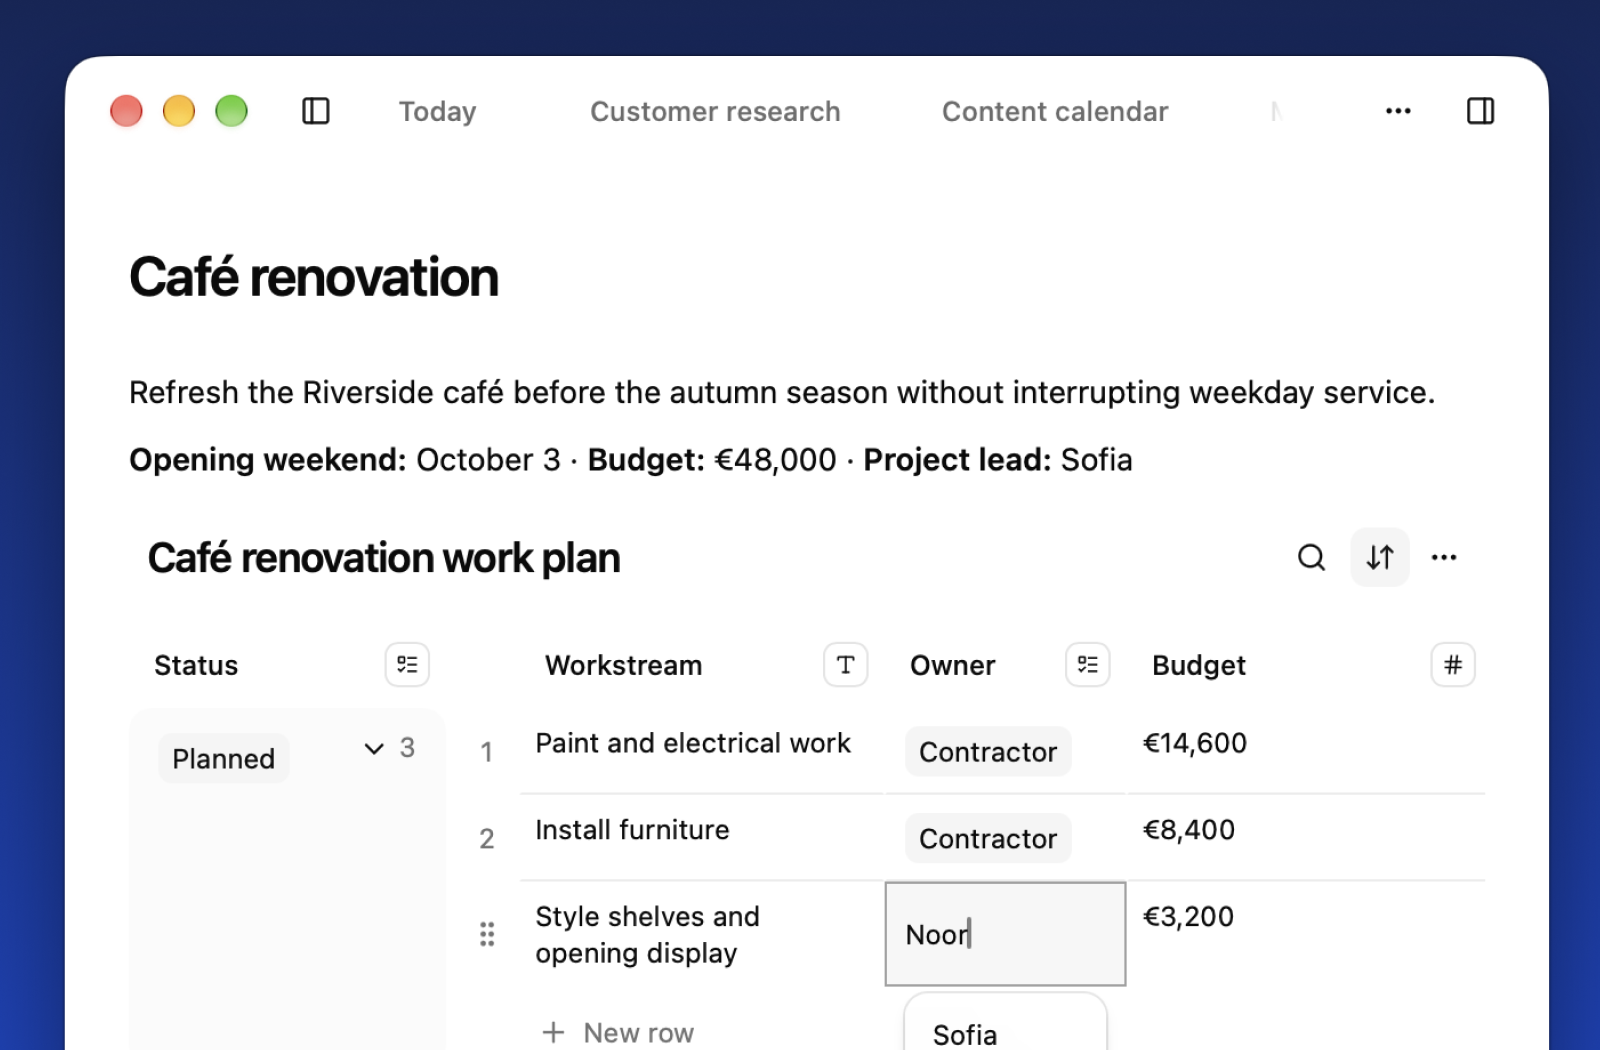 Today Customer research Content calendar
Café renovation
Refresh the Riverside café before the autumn season without interrupting weekday service.
Opening weekend: October 3 · Budget: €48,000 · Project lead: Sofia
Café renovation work plan
Status Workstream T Owner Budget #
Planned 3
1 Paint and electrical work Contractor €14,600
2 Install furniture Contractor €8,400
Style shelves and
opening display
Noor
€3,200
+ New row
Sofia